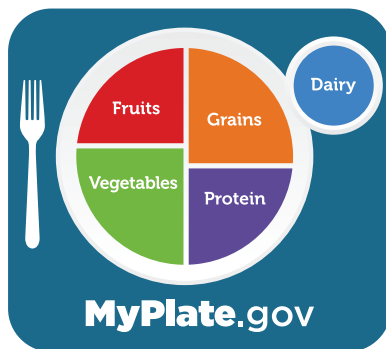 Dairy
Fruits
Grains
Vegetables
Protein
MyPlate.gov